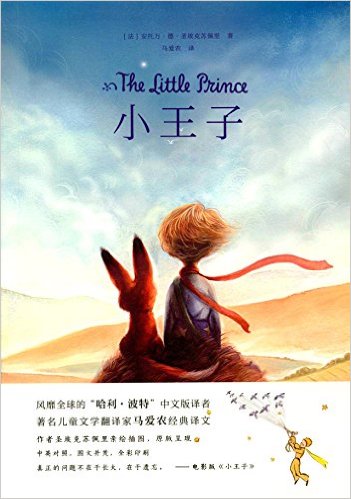 [法] 安托万·德·圣埃克苏佩里 著
马爱农 译
The Little Prince
小王子
风靡全球的“哈利·波特”中文版译者
著名儿童文学翻译家马爱农经典译文
作者圣埃克苏佩里亲绘插图，原版呈现
中英对照，图文并茂，全彩印刷
真正的问题不在于长大，在于遗忘。 ——电影版《小王子》